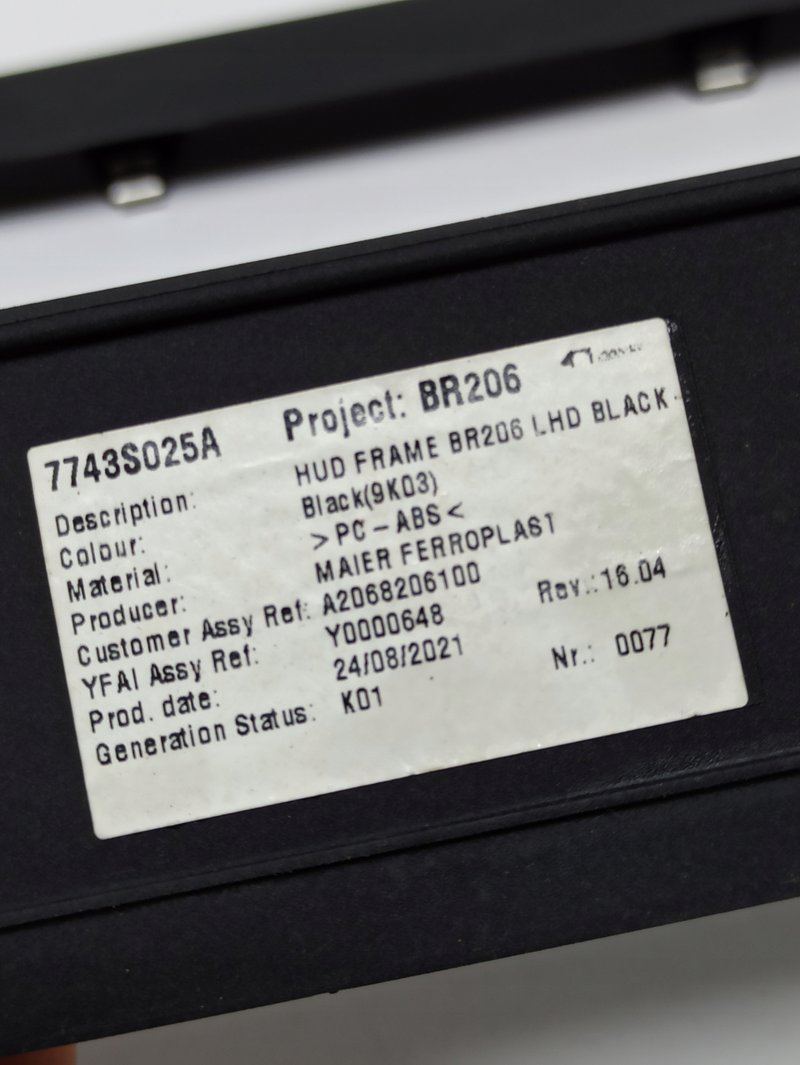 7743S025A Project: BR206
Description: HUD FRAME BR206 LHD BLACK
Colour: Black(9K03)
Material: >PC-ABS<
Producer: MAIER FERROPLAST
Customer Assy Ref: A2068206100
YFAI Assy Ref: Y0000648 Rev.:16.04
Prod. date: 24/08/2021
Generation Status: K01 Nr.: 0077